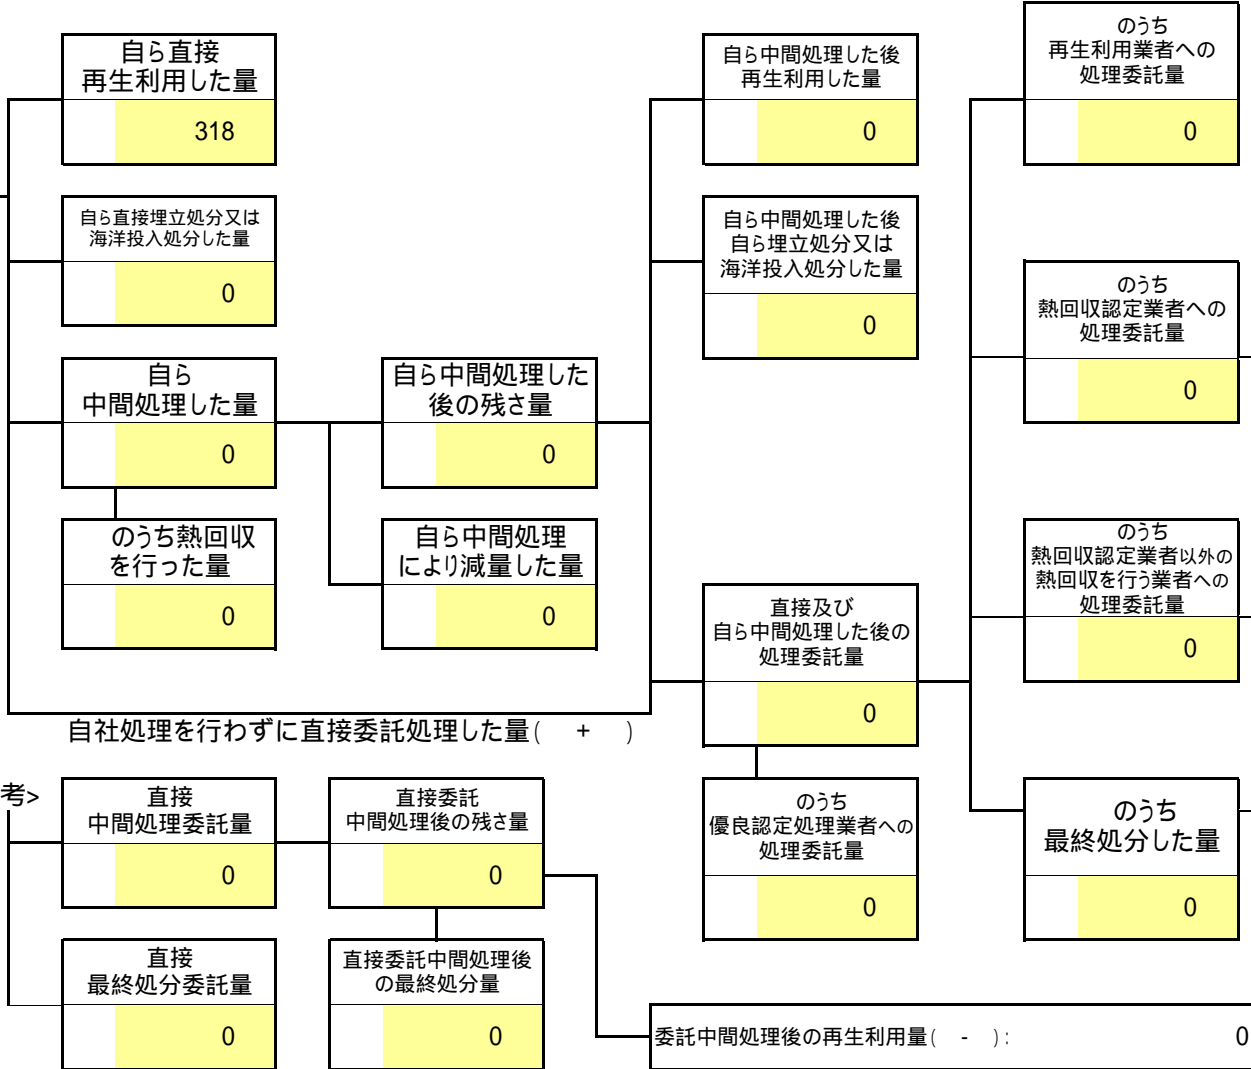 自ら直接
再生利用した量
318
自ら直接埋立処分又は
海洋投入処分した量
0
自ら
中間処理した量
0
のうち熱回収
を行った量
0
自ら中間処理した
後の残さ量
0
自ら中間処理
により減量した量
0
自ら中間処理した後
再生利用した量
0
自ら中間処理した後
自ら埋立処分又は
海洋投入処分した量
0
直接及び
自ら中間処理した後の
処理委託量
0
のうち
優良認定処理業者への
処理委託量
0
のうち
再生利用業者への
処理委託量
0
のうち
熱回収認定業者への
処理委託量
0
のうち
熱回収認定業者以外の
熱回収を行う業者への
処理委託量
0
のうち
最終処分した量
0
自社処理を行わずに直接委託処理した量(　+　)
考>
直接
中間処理委託量
0
直接委託
中間処理後の残さ量
0
直接
最終処分委託量
0
直接委託中間処理後
の最終処分量
0
委託中間処理後の再生利用量(　-　): 0